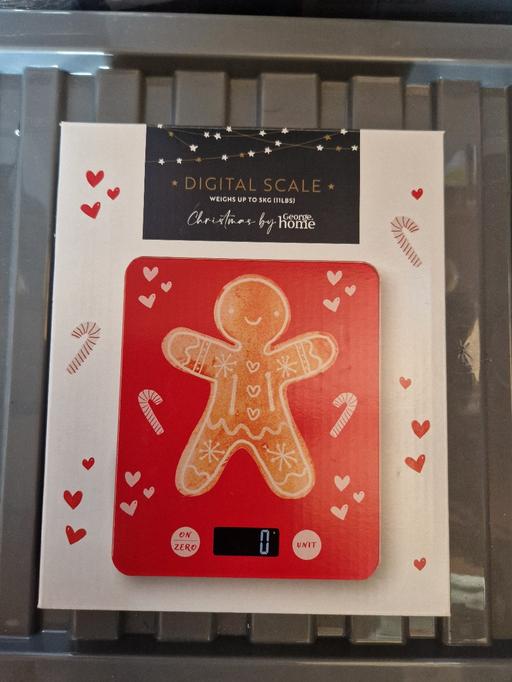 DIGITAL SCALE
WEIGHS UP TO 5KG (11LBS)
Christmas by George. home
ON
ZERO
0
UNIT